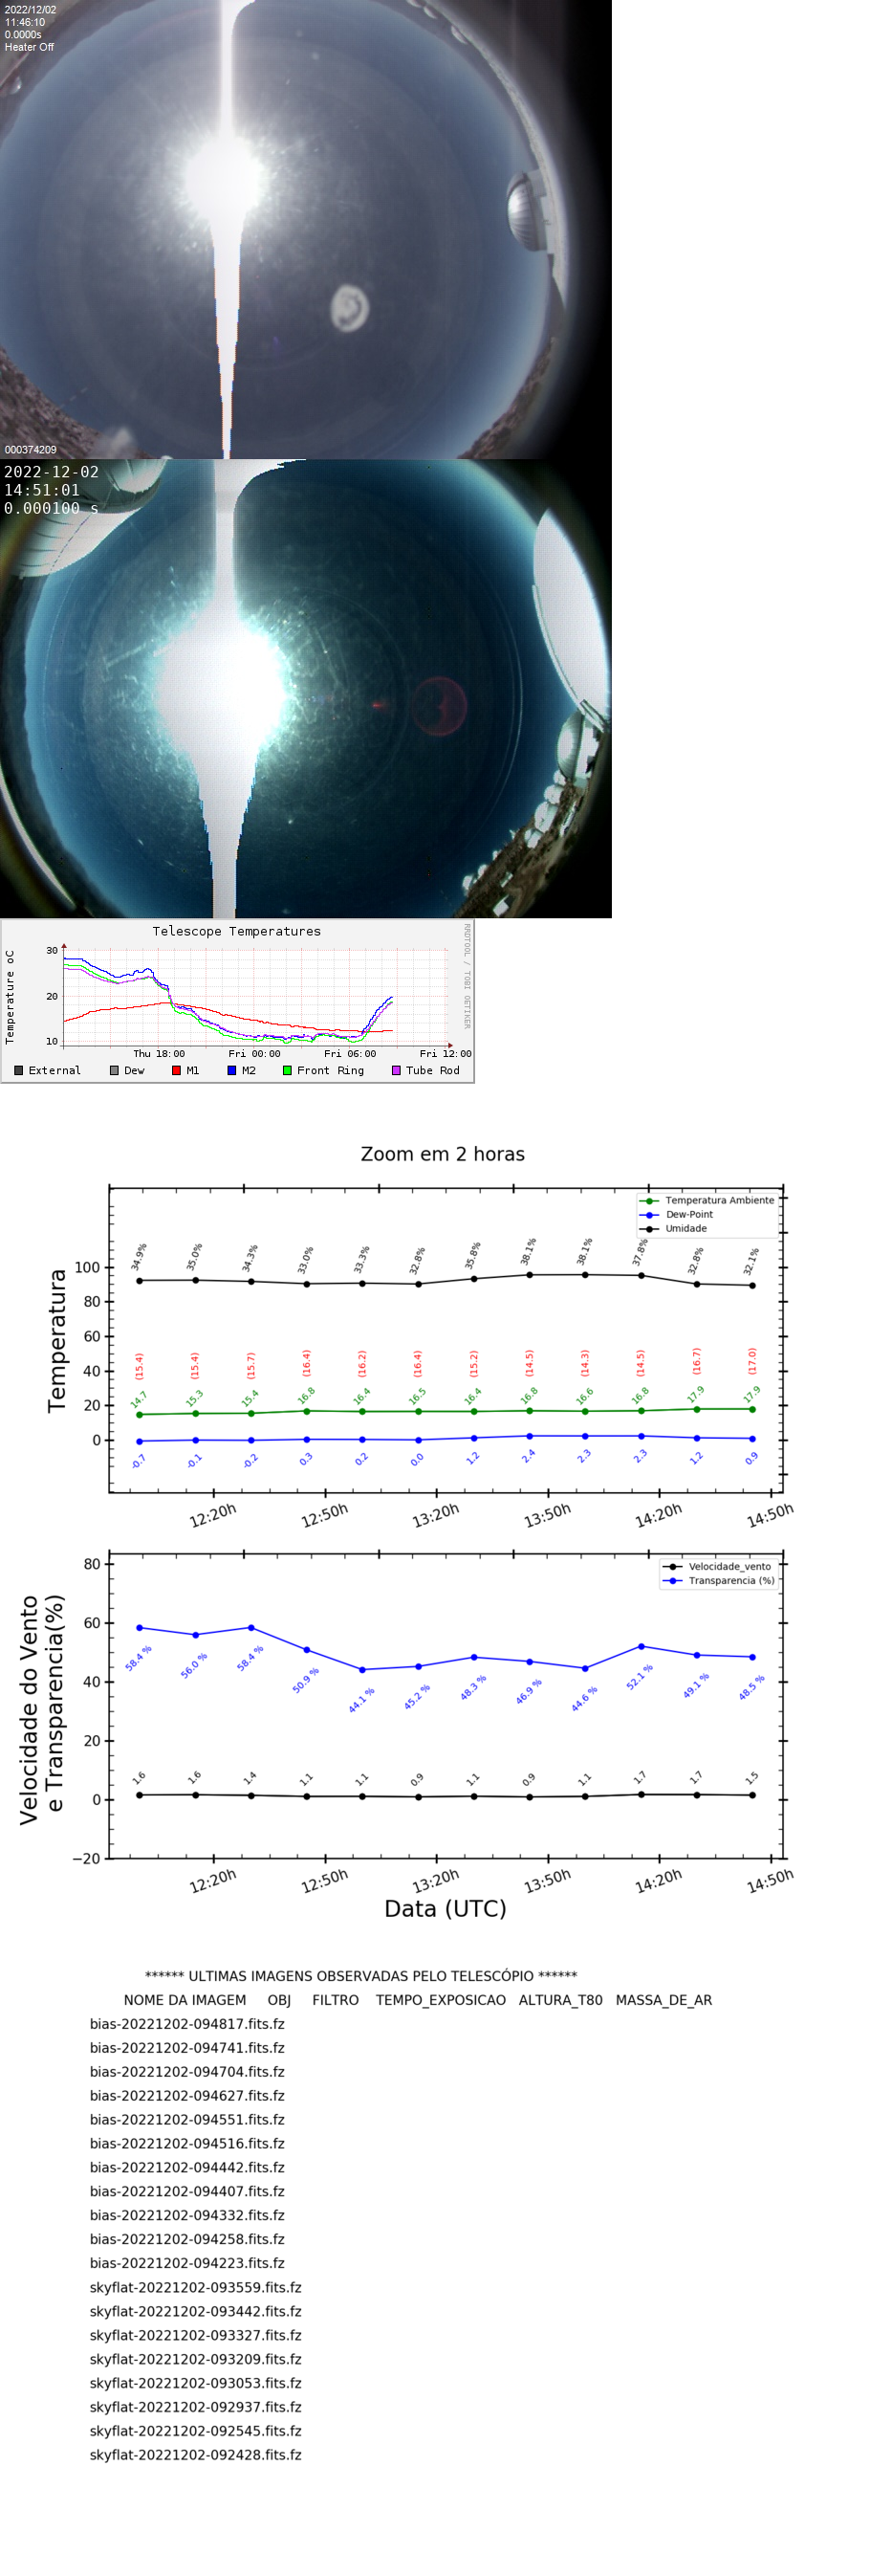 2022/12/02
11:46:10
0.0000s
Heater Off
000374209
2022-12-02
14:51:01
0.000100 s
Telescope Temperatures
RRDTOOL / TOBI OETIKER
Temperature oC
30
20
10
Thu 18:00 Fri 00:00 Fri 06:00 Fri 12:00
External Dew M1 M2 Front Ring Tube Rod
Zoom em 2 horas
Temperatura Ambiente
Dew-Point
Umidade
Temperatura
100
80
60
40
20
0
34.9% 35.0% 34.3% 33.0% 33.3% 32.8% 35.8% 38.1% 38.1% 37.8% 32.8% 32.1%
(15.4) (15.4) (15.7) (16.4) (16.2) (16.4) (15.2) (14.5) (14.3) (14.5) (16.7) (17.0)
14.7 15.3 15.4 16.8 16.4 16.5 16.4 16.8 16.6 16.8 17.9 17.9
-0.7 -0.1 -0.2 0.3 0.2 0.0 1.2 2.4 2.3 2.3 1.2 0.9
12:20h 12:50h 13:20h 13:50h 14:20h 14:50h
Velocidade_vento
Transparencia (%)
Velocidade do Vento
e Transparencia(%)
80
60
40
20
0
−20
58.4 % 56.0 % 58.4 % 50.9 % 44.1 % 45.2 % 48.3 % 46.9 % 44.6 % 52.1 % 49.1 % 48.5 %
1.6 1.6 1.4 1.1 1.1 0.9 1.1 0.9 1.1 1.7 1.7 1.5
12:20h 12:50h 13:20h 13:50h 14:20h 14:50h
Data (UTC)
****** ULTIMAS IMAGENS OBSERVADAS PELO TELESCÓPIO ******
NOME DA IMAGEM OBJ FILTRO TEMPO_EXPOSICAO ALTURA_T80 MASSA_DE_AR
bias-20221202-094817.fits.fz
bias-20221202-094741.fits.fz
bias-20221202-094704.fits.fz
bias-20221202-094627.fits.fz
bias-20221202-094551.fits.fz
bias-20221202-094516.fits.fz
bias-20221202-094442.fits.fz
bias-20221202-094407.fits.fz
bias-20221202-094332.fits.fz
bias-20221202-094258.fits.fz
bias-20221202-094223.fits.fz
skyflat-20221202-093559.fits.fz
skyflat-20221202-093442.fits.fz
skyflat-20221202-093327.fits.fz
skyflat-20221202-093209.fits.fz
skyflat-20221202-093053.fits.fz
skyflat-20221202-092937.fits.fz
skyflat-20221202-092545.fits.fz
skyflat-20221202-092428.fits.fz